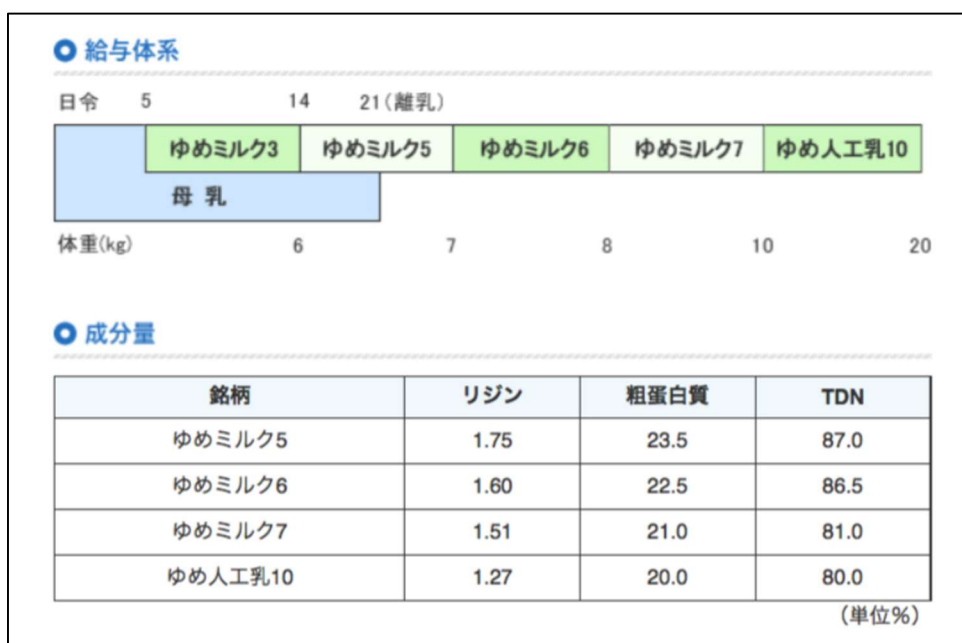 給与体系
日令 5 14 21(離乳)
ゆめミルク3 ゆめミルク5 ゆめミルク6 ゆめミルク7 ゆめ人工乳10
母 乳
体重(kg) 6 7 8 10 20
成分量
銘柄 リジン 粗蛋白質 TDN
ゆめミルク5 1.75 23.5 87.0
ゆめミルク6 1.60 22.5 86.5
ゆめミルク7 1.51 21.0 81.0
ゆめ人工乳10 1.27 20.0 80.0
(単位%)